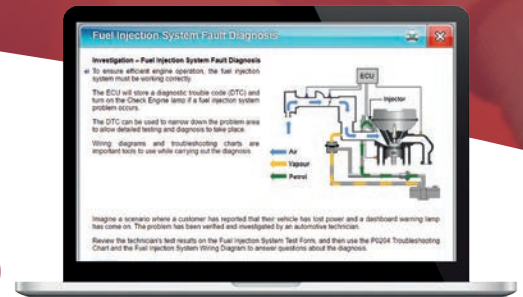 Fuel Injection System Fault Diagnosis
Investigation – Fuel Injection System Fault Diagnosis
To ensure efficient engine operation, the fuel injection
system must be working correctly.
The ECU will store a diagnostic trouble code (DTC) and
turn on the Check Engine lamp if a fuel injection system
problem occurs.
The DTC can be used to narrow down the problem area
to allow detailed testing and diagnosis to take place.
Wiring diagrams and troubleshooting charts are
important tools to use while carrying out the diagnosis.
ECU
Injector
Air
Vapour
Petrol
Imagine a scenario where a customer has reported that their vehicle has lost power and a dashboard warning lamp
has come on. The problem has been verified and investigated by an automotive technician.
Review the technician's test results on the Fuel Injection System Test Form, and then use the P0204 Troubleshooting
Chart and the Fuel Injection System Wiring Diagram to answer questions about the diagnosis.